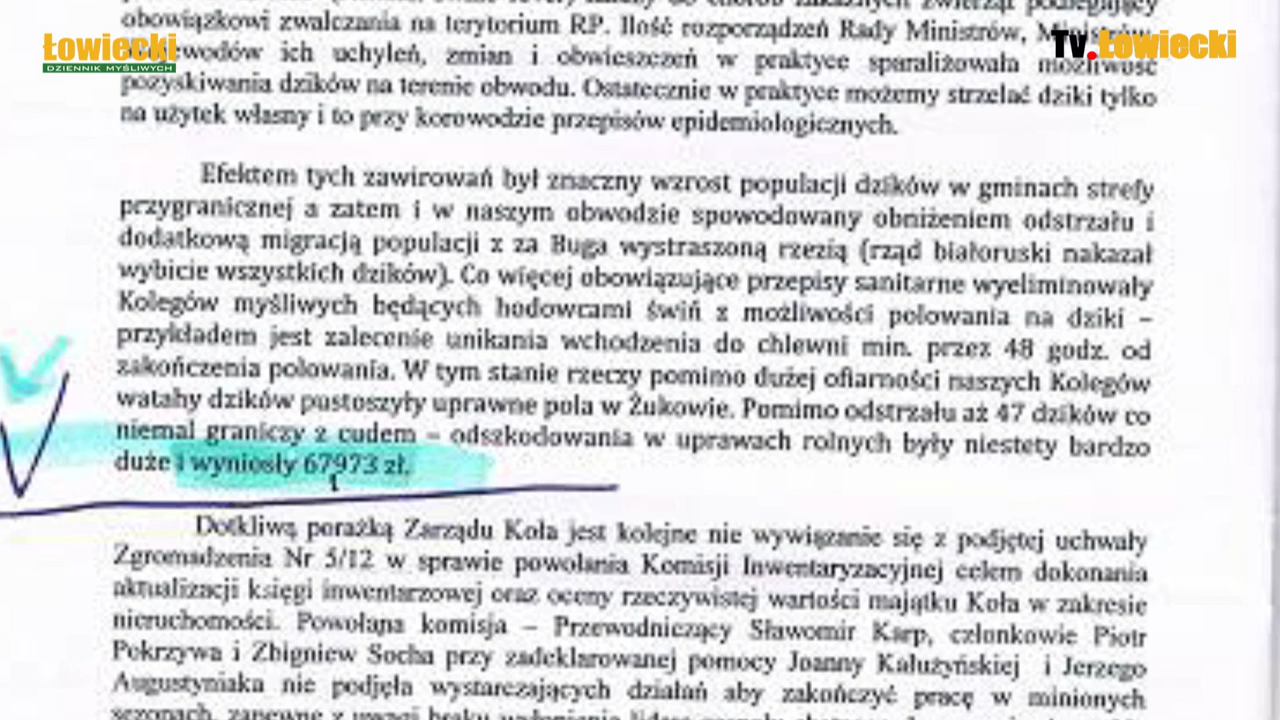 Łowiecki
DZIENNIK MYŚLIWYCH
Tv.Łowiecki
zwierząt podlegający
obowiązkowi zwalczania na terytorium RP. Ilość rozporządzeń Rady Ministrów,
ich uchyleń, zmian i obwieszczeń w praktyce sparaliżowała możliwość
pozyskiwania dzików na terenie obwodu. Ostatecznie w praktyce możemy strzelać dziki tylko
na użytek własny i to przy korowodzie przepisów epidemiologicznych.
Efektem tych zawirowań był znaczny wzrost populacji dzików w gminach strefy
przygranicznej a zatem i w naszym obwodzie spowodowany obniżeniem odstrzału i
dodatkową migracją populacji z za Buga wystraszoną rzezią (rząd białoruski nakazał
wybicie wszystkich dzików). Co więcej obowiązujące przepisy sanitarne wyeliminowały
Kolegów myśliwych będących hodowcami świń z możliwości polowania na dziki –
przykładem jest zalecenie unikania wchodzenia do chlewni min. przez 48 godz. od
zakończenia polowania. W tym stanie rzeczy pomimo dużej ofiarności naszych Kolegów
watahy dzików pustoszyły uprawne pola w Żukowie. Pomimo odstrzału aż 47 dzików co
niemal graniczy z cudem – odszkodowania w uprawach rolnych były niestety bardzo
duże i wyniosły 67973 zł.
Dotkliwą porażką Zarządu Koła jest kolejne nie wywiązanie się z podjętej uchwały
Zgromadzenia Nr 5/12 w sprawie powołania Komisji Inwentaryzacyjnej celem dokonania
aktualizacji księgi inwentarzowej oraz oceny rzeczywistej wartości majątku Koła w zakresie
nieruchomości. Powołana komisja – Przewodniczący Sławomir Karp, członkowie Piotr
Pokrzywa i Zbigniew Socha przy zadeklarowanej pomocy Joanny Kałużyńskiej i Jerzego
Augustyniaka nie podjęła wystarczających działań aby zakończyć pracę w minionych
sezonach, zapewne z uwagi braku